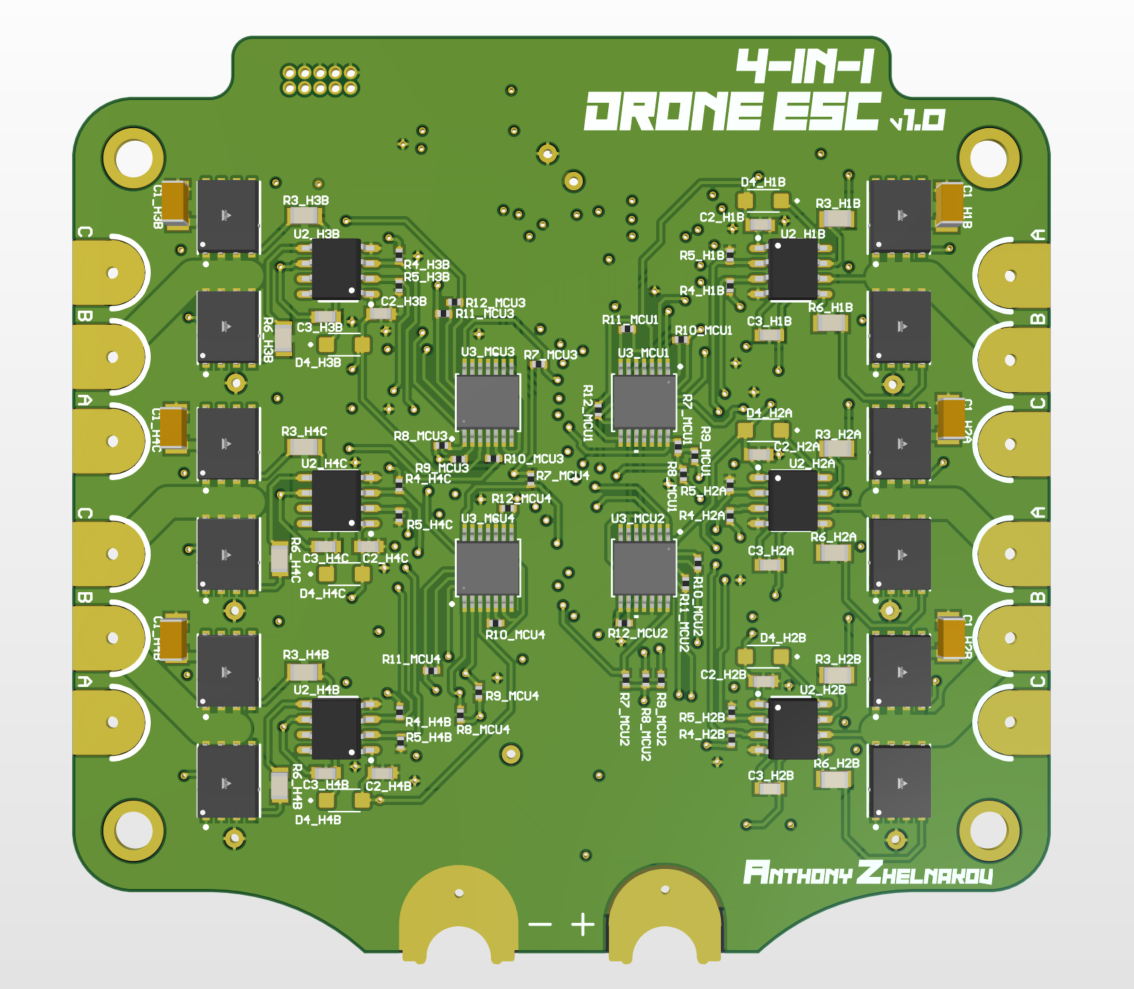 4-IN-1
DRONE ESC v1.0
D4_H1B
C1_H3B
R3_H3B
C2_H1B
R3_H1B
C1_H1B
C
U2_H3B
U2_H1B
A
R4_H3B
R5_H3B
R5_H1B
R4_H1B
B
C2_H3B
R12_MCU3
R11_MCU3
R6_H1B
B
R6_H3B
C3_H3B
R11_MCU1
R10_MCU1
C3_H1B
D4_H3B
U3_MCU3
R7_MCU3
U3_MCU1
A
C1_H4C
R12_MCU1
R7_MCU1
D4_H2A
C
C1_H2A
R3_H4C
R8_MCU3
R9_MCU1
R3_H2A
C2_H2A
U2_H4C
R9_MCU3
R10_MCU3
R8_MCU1
U2_H2A
R4_H4C
R7_MCU4
R5_H2A
R12_MCU4
C
R5_H4C
U3_MCU4
U3_MCU2
R4_H2A
A
R6_H4C
C3_H4C
C2_H4C
R6_H2A
C3_H2A
D4_H4C
R10_MCU2
R11_MCU2
B
C1_H4B
R10_MCU4
R12_MCU2
D4_H2B
B
C1_H2B
R3_H4B
R11_MCU4
C2_H2B
R3_H2B
A
U2_H4B
R9_MCU4
R7_MCU2
R8_MCU2
R9_MCU2
U2_H2B
C
R4_H4B
R5_H4B
R8_MCU4
R5_H2B
R4_H2B
R6_H4B
C3_H4B
C2_H4B
C3_H2B
R6_H2B
D4_H4B
ANTHONY ZHELNAKOV
− +